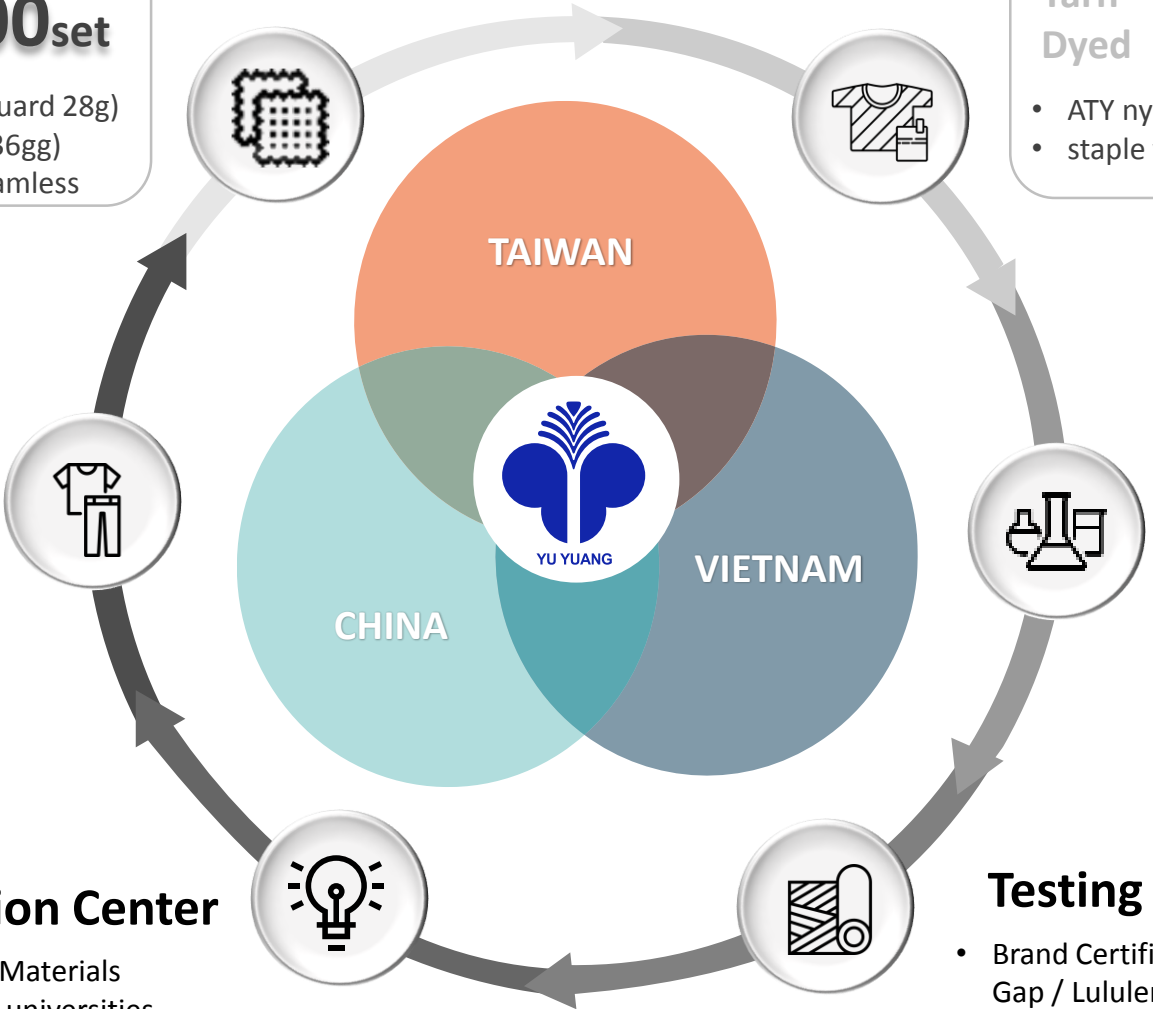 00set
uard 28g)
36gg)
amless
Dyed
• ATY ny
• staple
TAIWAN
YU YUANG
VIETNAM
CHINA
ion Center
Materials
universities
Testing
• Brand Certifi
Gap / Lululer